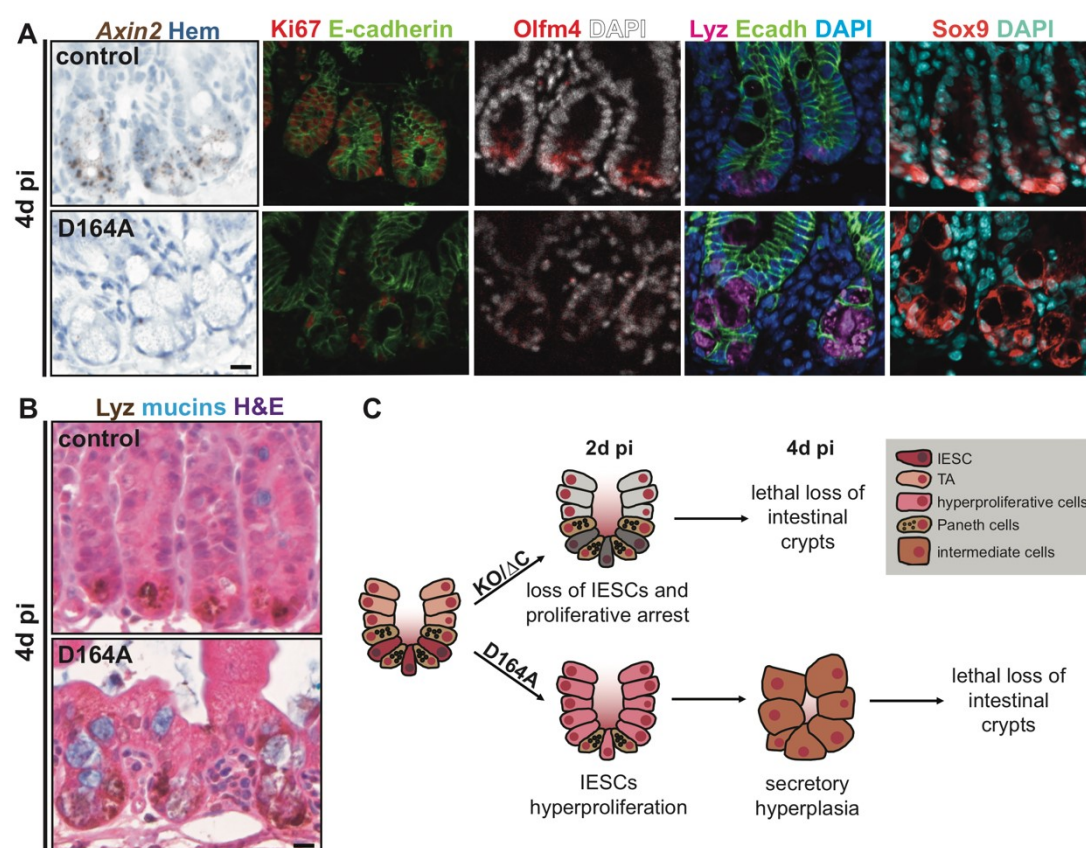 A
Axin2 Hem
Ki67 E-cadherin
Olfm4 DAPI
Lyz Ecadh DAPI
Sox9 DAPI
4d pi
control
D164A
B
Lyz mucins H&E
4d pi
control
D164A
C
2d pi
4d pi
KO/ΔC
loss of IESCs and
proliferative arrest
lethal loss of
intestinal
crypts
D164A
IESCs
hyperproliferation
secretory
hyperplasia
lethal loss of
intestinal
crypts
IESC
TA
hyperproliferative cells
Paneth cells
intermediate cells